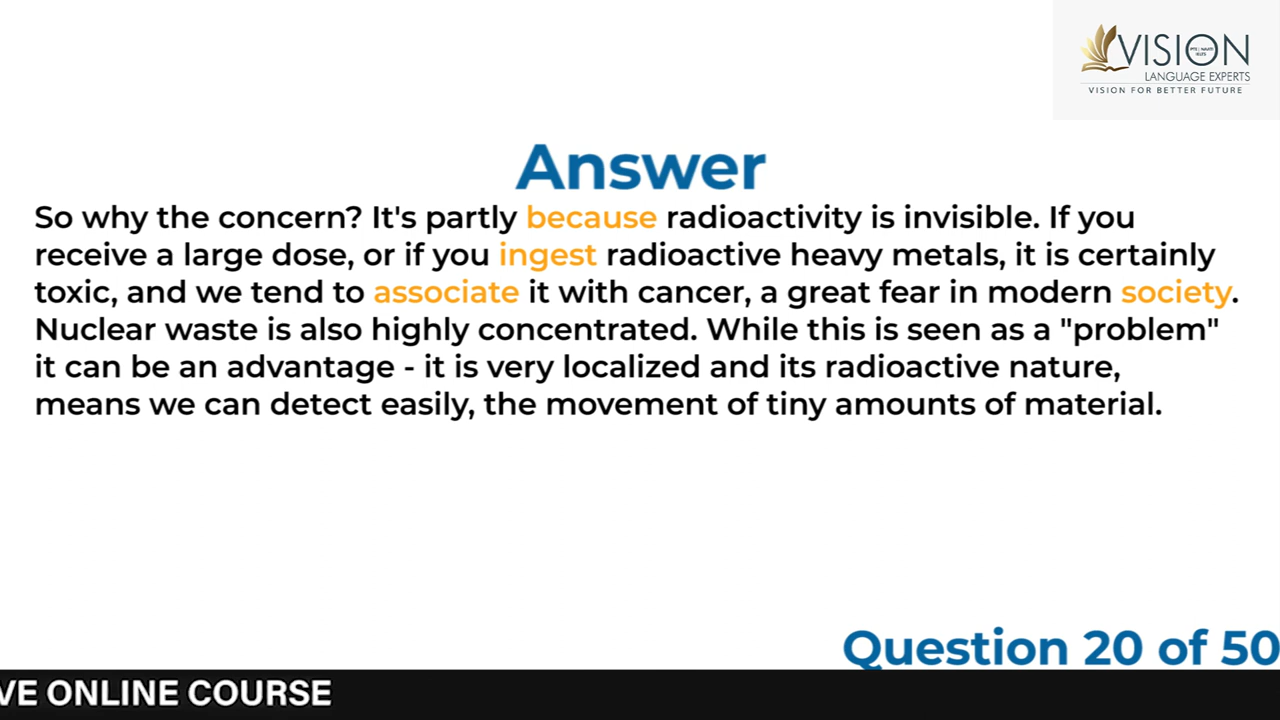 VISION
LANGUAGE EXPERTS
VISION FOR BETTER FUTURE
Answer
So why the concern? It's partly because radioactivity is invisible. If you
receive a large dose, or if you ingest radioactive heavy metals, it is certainly
toxic, and we tend to associate it with cancer, a great fear in modern society.
Nuclear waste is also highly concentrated. While this is seen as a "problem"
it can be an advantage - it is very localized and its radioactive nature,
means we can detect easily, the movement of tiny amounts of material.
Question 20 of 50
VE ONLINE COURSE